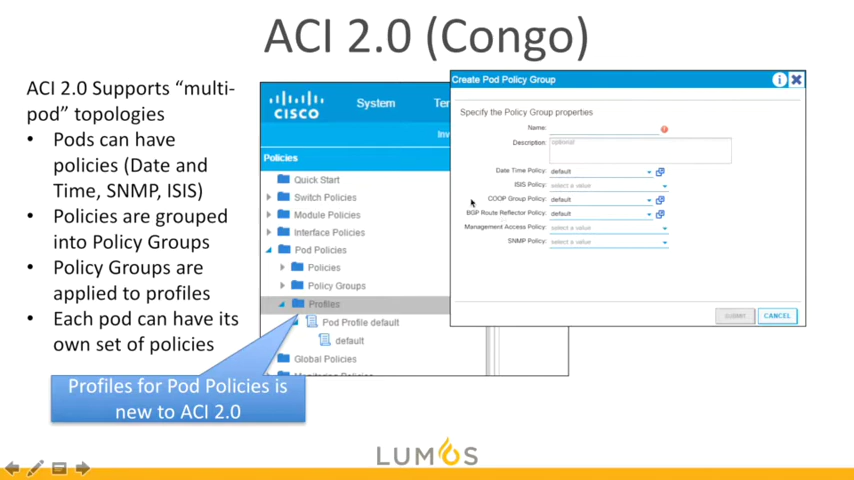 ACI 2.0 (Congo)
ACI 2.0 Supports “multi-
pod” topologies
• Pods can have
policies (Date and
Time, SNMP, ISIS)
• Policies are grouped
into Policy Groups
• Policy Groups are
applied to profiles
• Each pod can have its
own set of policies
CISCO
System
Policies
Quick Start
Switch Policies
Module Policies
Interface Policies
Pod Policies
Policies
Policy Groups
Profiles
Pod Profile default
default
Global Policies
Create Pod Policy Group
Specify the Policy Group properties
Name:
Description: optional
Date Time Policy: default
ISIS Policy: select a value
COOP Group Policy: default
BGP Route Reflector Policy: default
Management Access Policy: select a value
SNMP Policy: select a value
SUBMIT CANCEL
Profiles for Pod Policies is
new to ACI 2.0
LUMOS